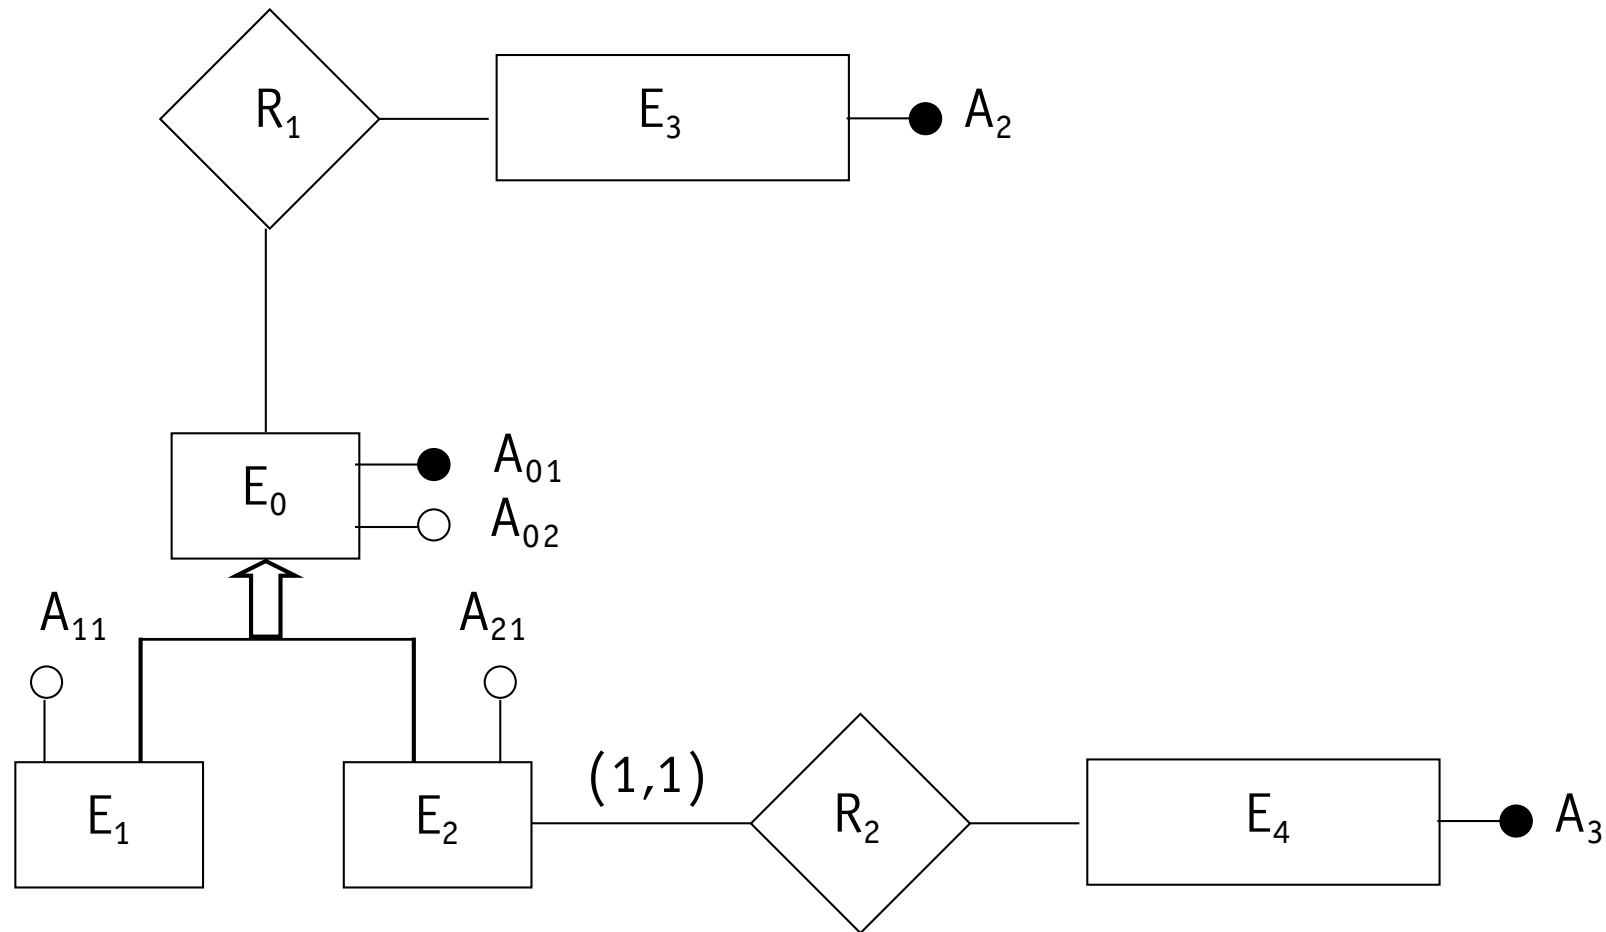 R₁
E₃
A₂
E₀
A₀₁
A₀₂
A₁₁
A₂₁
(1,1)
E₁
E₂
R₂
E₄
A₃